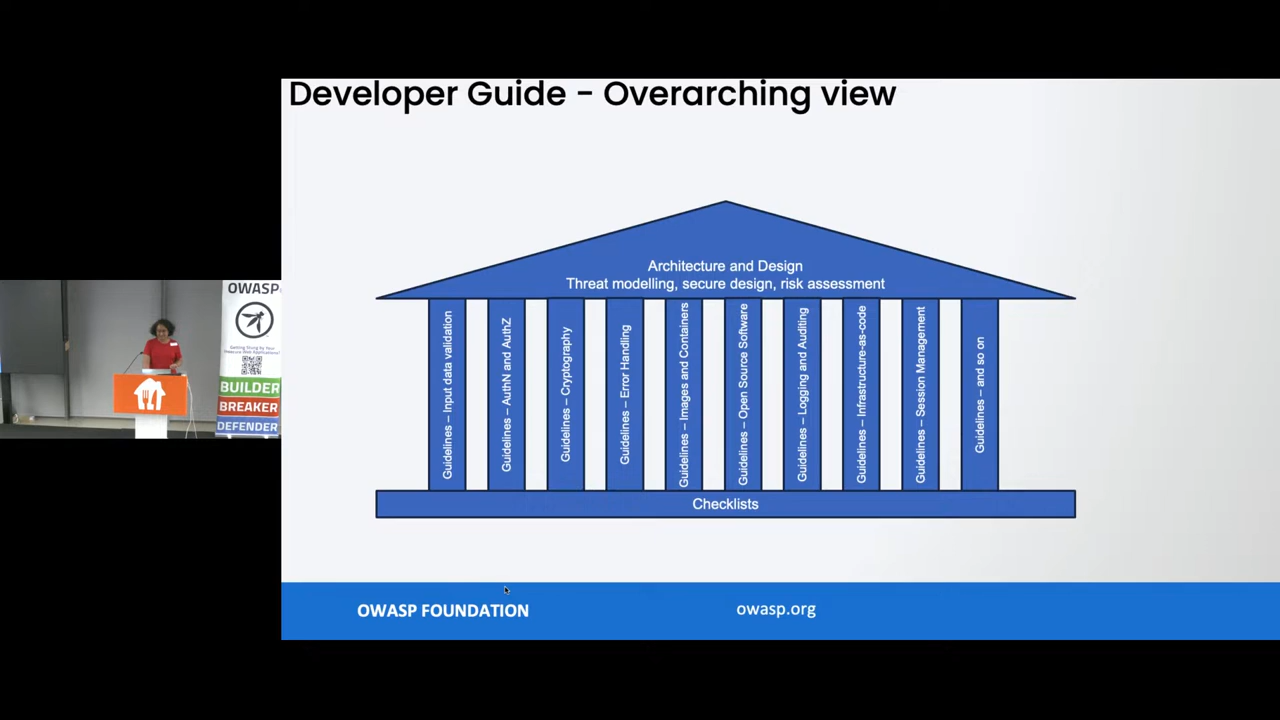 Developer Guide - Overarching view
Architecture and Design
Threat modelling, secure design, risk assessment
Guidelines – Input data validation
Guidelines – AuthN and AuthZ
Guidelines – Cryptography
Guidelines – Error Handling
Guidelines – Images and Containers
Guidelines – Open Source Software
Guidelines – Logging and Auditing
Guidelines – Infrastructure-as-code
Guidelines – Session Management
Guidelines – and so on
Checklists
OWASP FOUNDATION
owasp.org
OWASP
BUILDER
BREAKER
DEFENDER